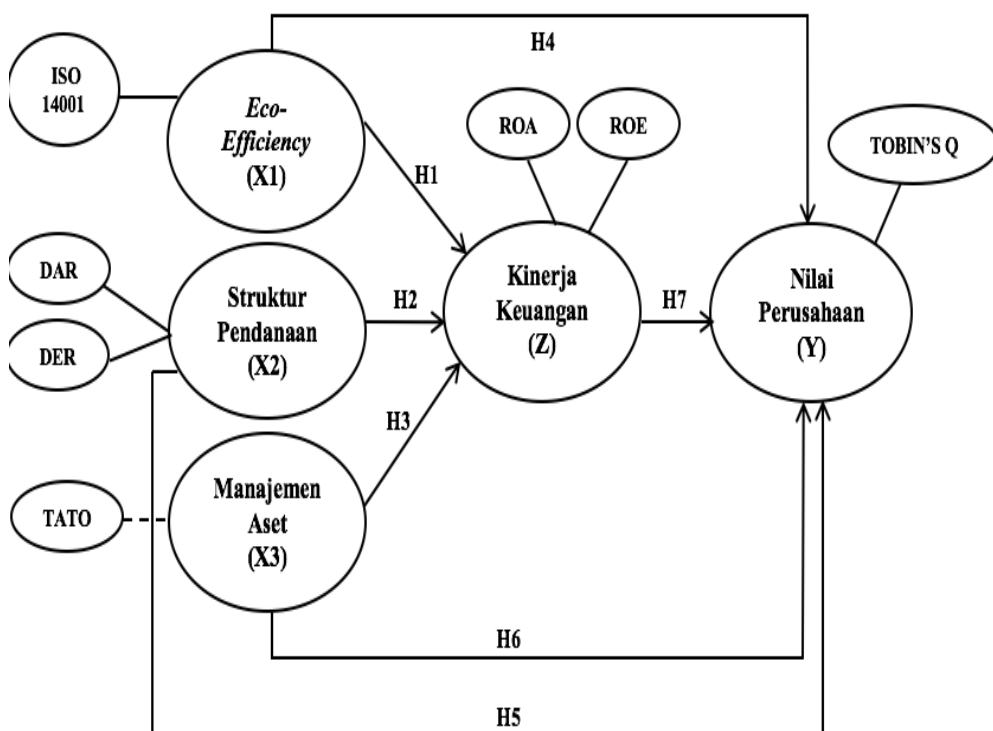 H4
ISO
14001
Eco-
Efficiency
(X1)
ROA
ROE
TOBIN'S Q
H1
DAR
DER
Struktur
Pendanaan
(X2)
H2
Kinerja
Keuangan
(Z)
H7
Nilai
Perusahaan
(Y)
H3
TATO
Manajemen
Aset
(X3)
H6
H5